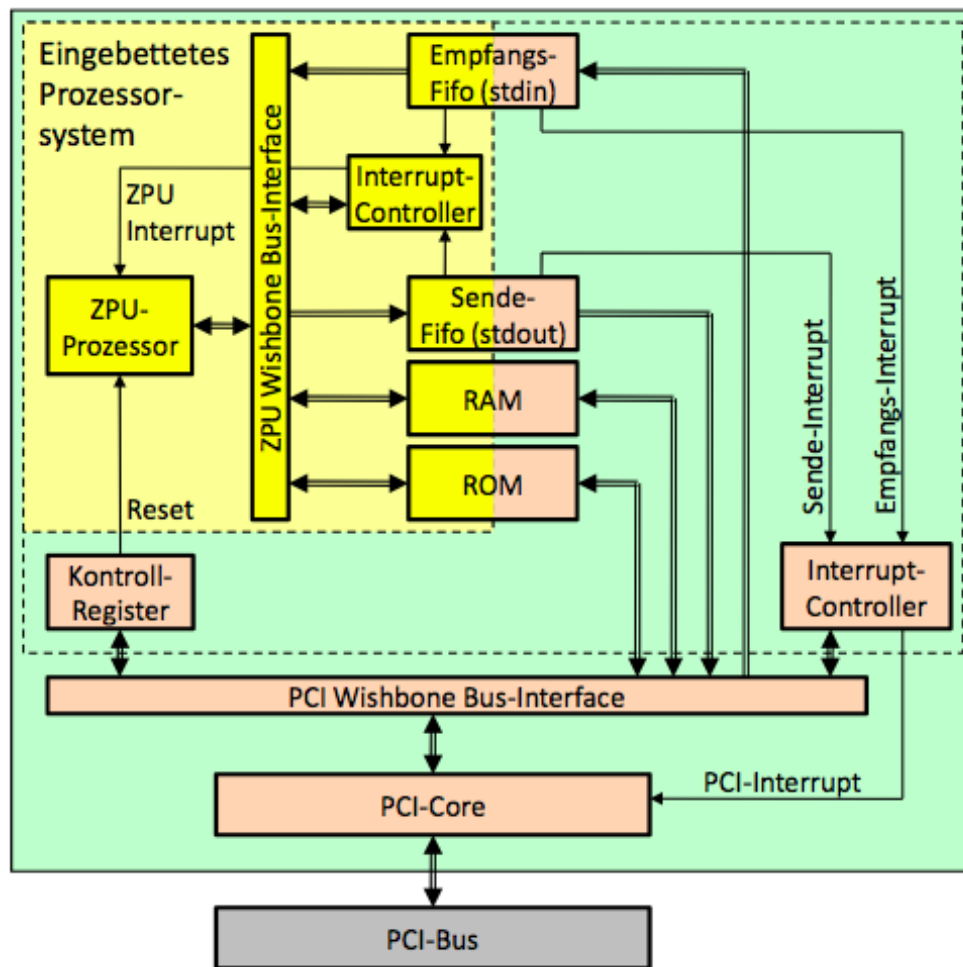 Eingebettetes
Prozessor-
system
Empfangs-
Fifo (stdin)
ZPU Wishbone Bus-Interface
ZPU
Interrupt
Interrupt-
Controller
ZPU-
Prozessor
Sende-
Fifo (stdout)
RAM
ROM
Sende-Interrupt
Empfangs-Interrupt
Reset
Kontroll-
Register
Interrupt-
Controller
PCI Wishbone Bus-Interface
PCI-Interrupt
PCI-Core
PCI-Bus